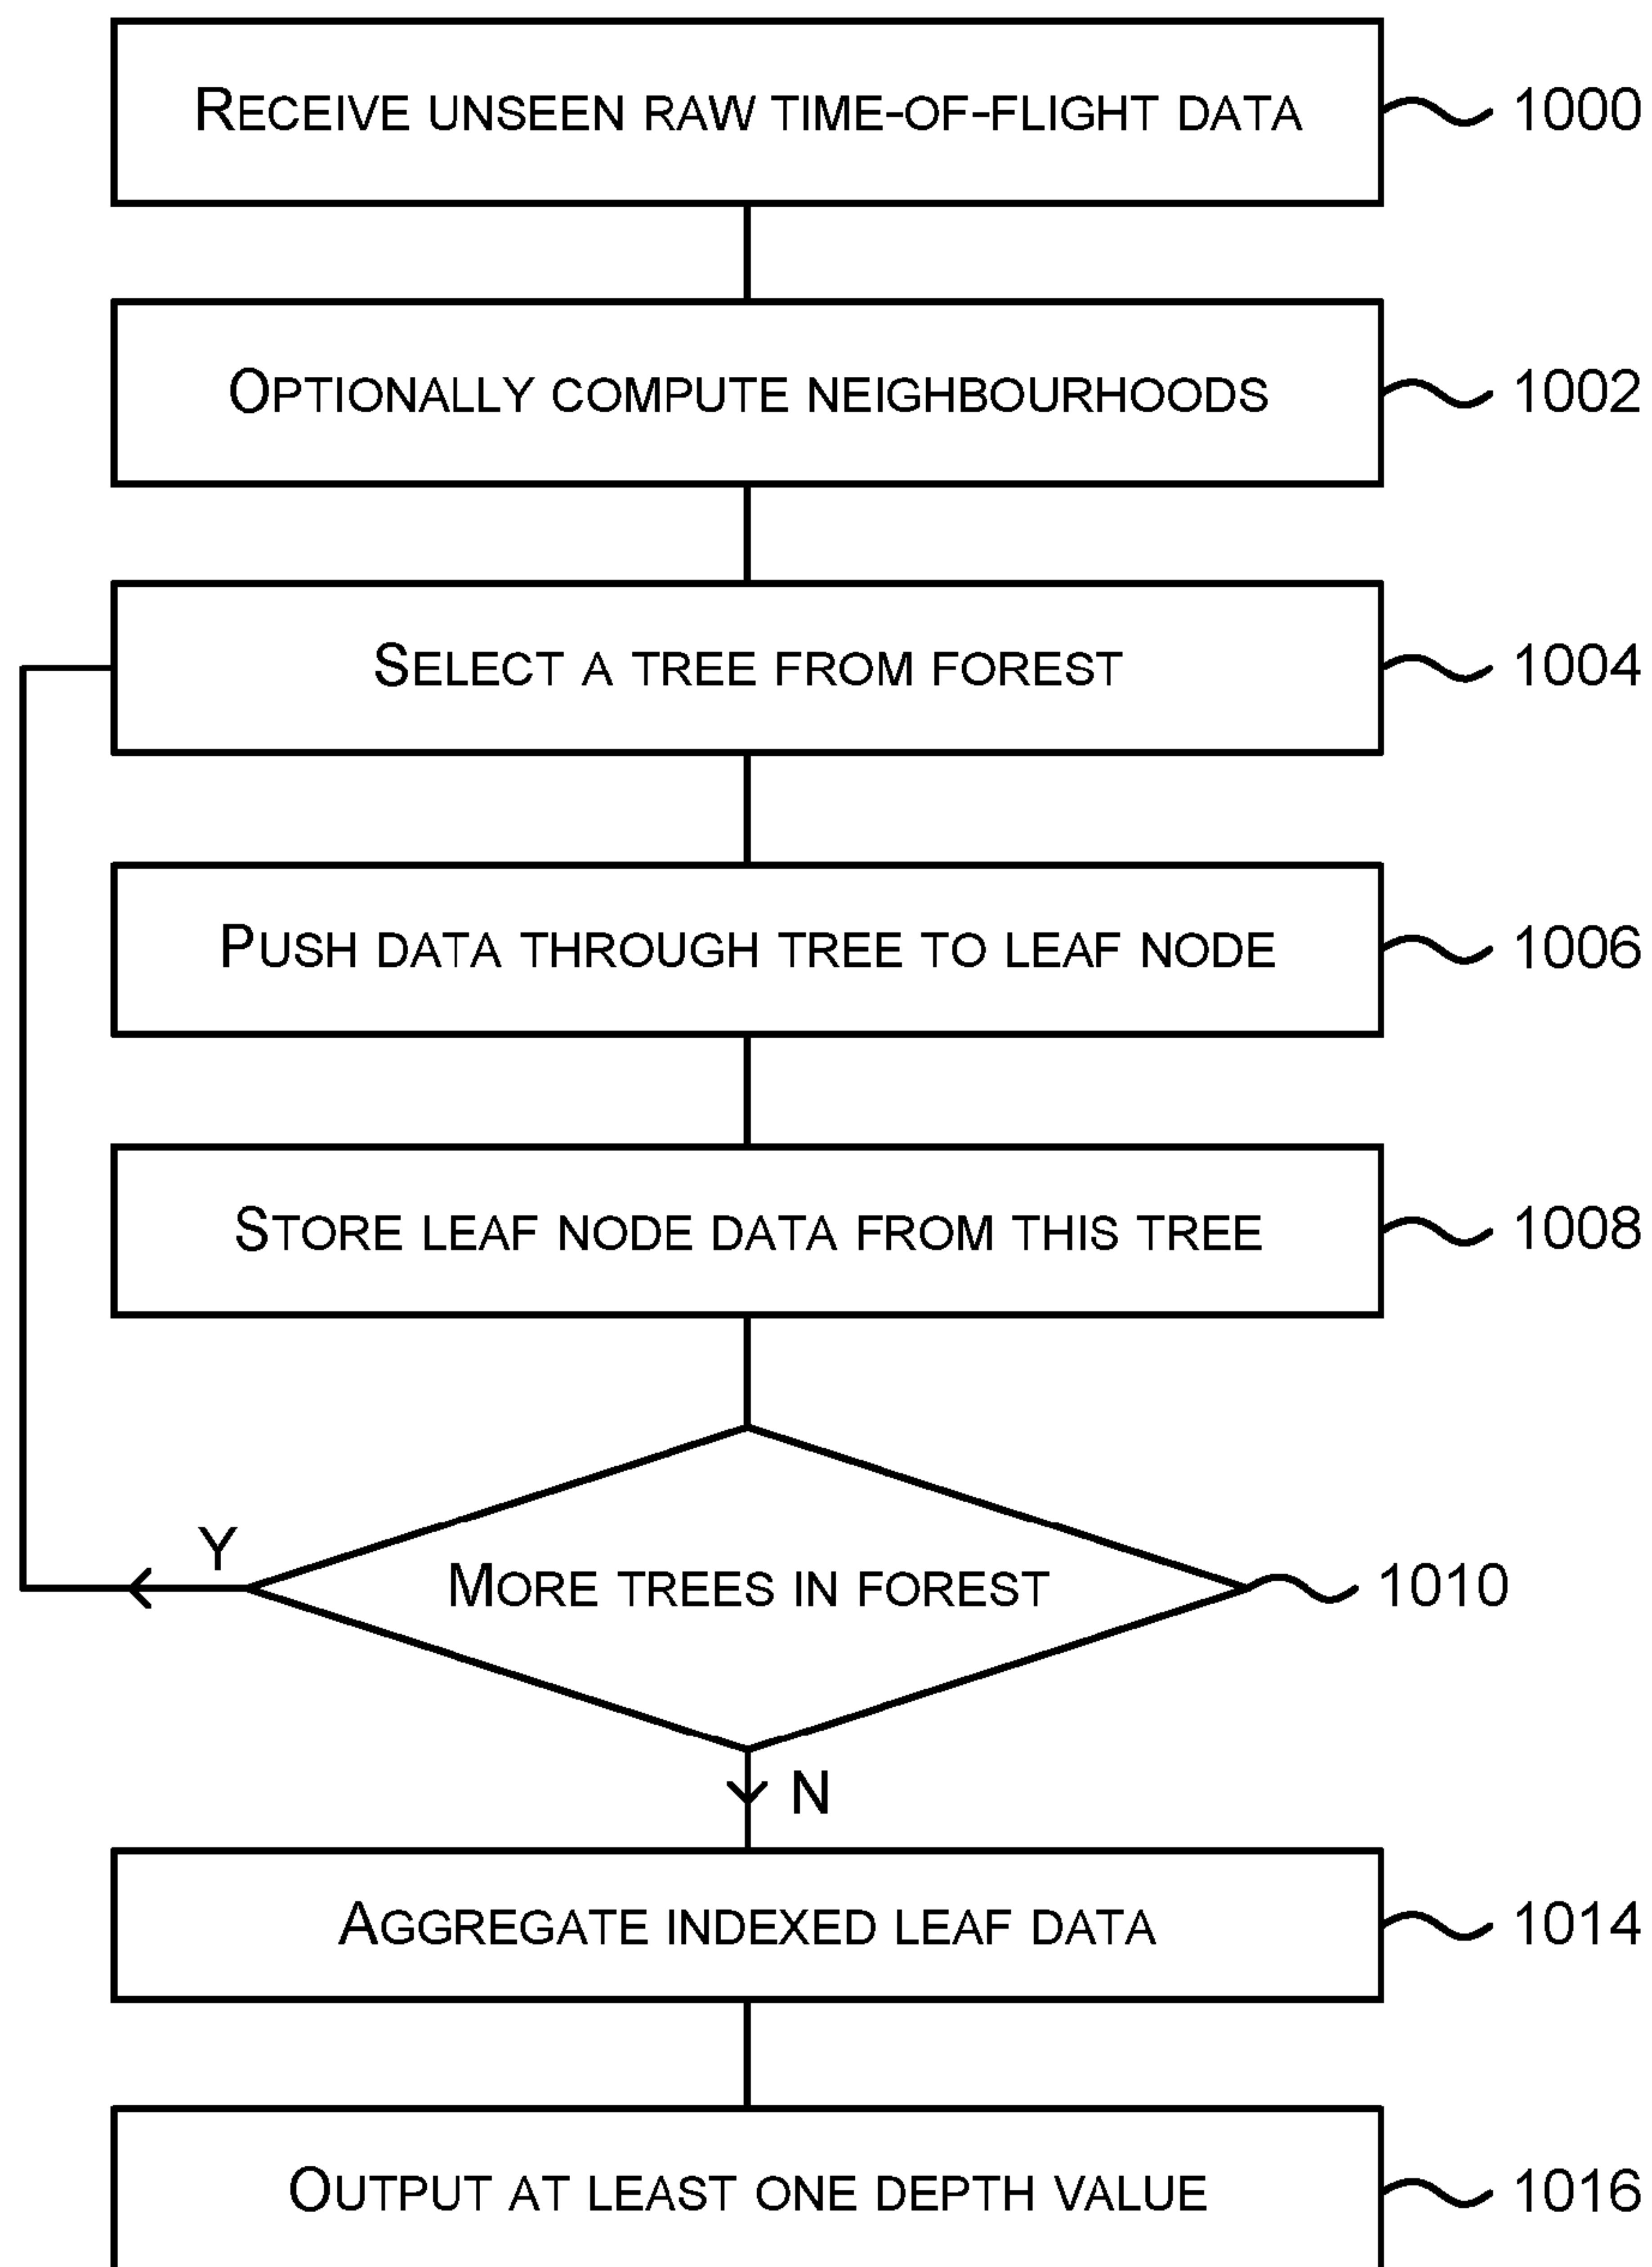 RECEIVE UNSEEN RAW TIME-OF-FLIGHT DATA
1000
OPTIONALLY COMPUTE NEIGHBOURHOODS
1002
SELECT A TREE FROM FOREST
1004
PUSH DATA THROUGH TREE TO LEAF NODE
1006
STORE LEAF NODE DATA FROM THIS TREE
1008
Y
MORE TREES IN FOREST
1010
N
AGGREGATE INDEXED LEAF DATA
1014
OUTPUT AT LEAST ONE DEPTH VALUE
1016